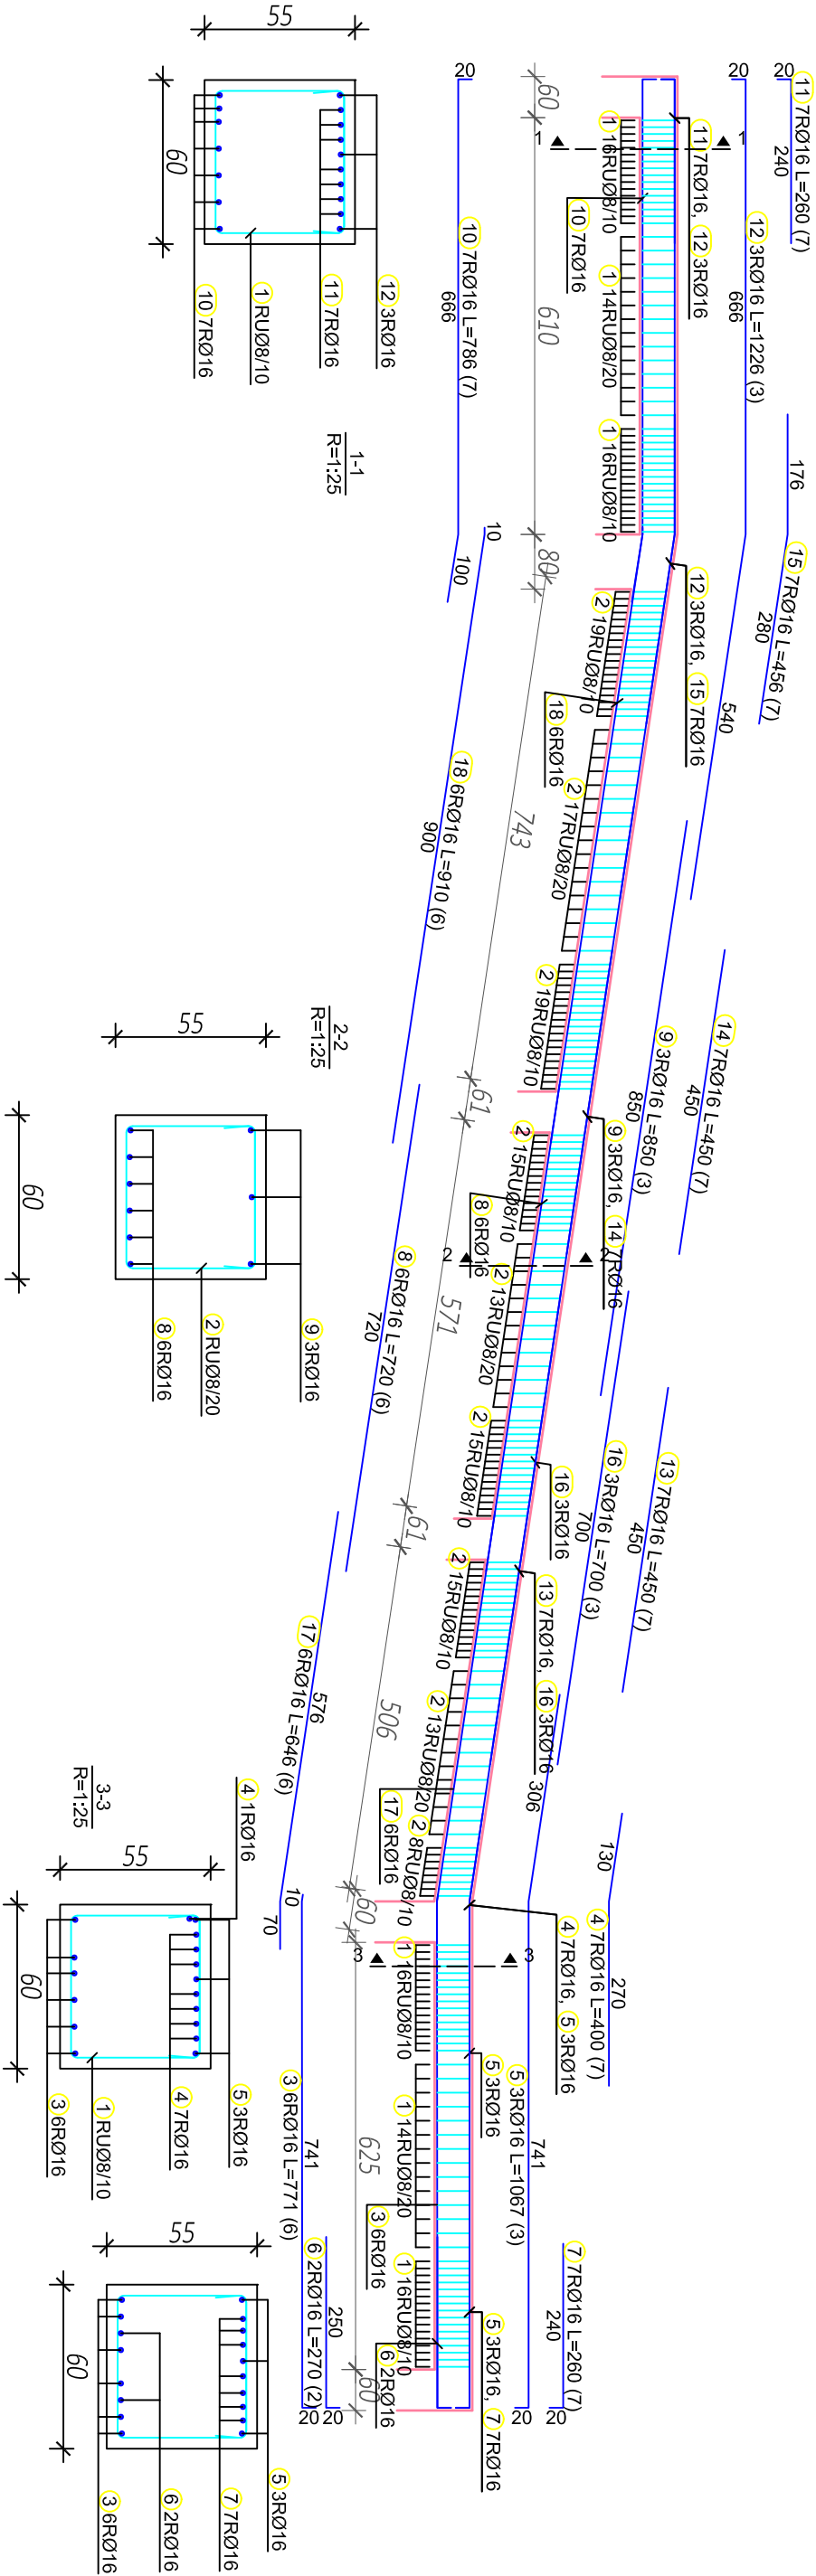 11 7RØ16 L=260 (7)
240
20
176
15 7RØ16 L=456 (7)
280
14 7RØ16 L=450 (7)
450
13 7RØ16 L=450 (7)
450
130
270
4 7RØ16 L=400 (7)
7 7RØ16 L=260 (7)
240
20
20
12 3RØ16 L=1226 (3)
666
540
9 3RØ16 L=850 (3)
850
16 3RØ16 L=700 (3)
700
306
741
5 3RØ16 L=1067 (3)
20
11 7RØ16, 12 3RØ16
12 3RØ16, 15 7RØ16
9 3RØ16, 14 7RØ16
16 3RØ16
13 7RØ16, 16 3RØ16
4 7RØ16, 5 3RØ16
5 3RØ16
5 3RØ16, 7 7RØ16
1
1
2
2
3
3
1 16RUØ8/10
1 14RUØ8/20
1 16RUØ8/10
2 19RUØ8/10
2 17RUØ8/20
2 19RUØ8/10
2 15RUØ8/10
2 13RUØ8/20
2 15RUØ8/10
2 15RUØ8/10
2 13RUØ8/20
2 8RUØ8/10
1 16RUØ8/10
1 14RUØ8/20
1 16RUØ8/10
10 7RØ16
18 6RØ16
8 6RØ16
17 6RØ16
3 6RØ16
6 2RØ16
60
610
80
743
61
571
61
506
60
625
60
20
10 7RØ16 L=786 (7)
666
100
10
18 6RØ16 L=910 (6)
900
8 6RØ16 L=720 (6)
720
576
17 6RØ16 L=646 (6)
70
10
741
3 6RØ16 L=771 (6)
250
6 2RØ16 L=270 (2)
20
20
1-1
R=1:25
55
60
12 3RØ16
11 7RØ16
1 RUØ8/10
10 7RØ16
2-2
R=1:25
55
60
9 3RØ16
2 RUØ8/20
8 6RØ16
3-3
R=1:25
4 1RØ16
55
60
5 3RØ16
4 7RØ16
1 RUØ8/10
3 6RØ16
55
60
5 3RØ16
7 7RØ16
6 2RØ16
3 6RØ16